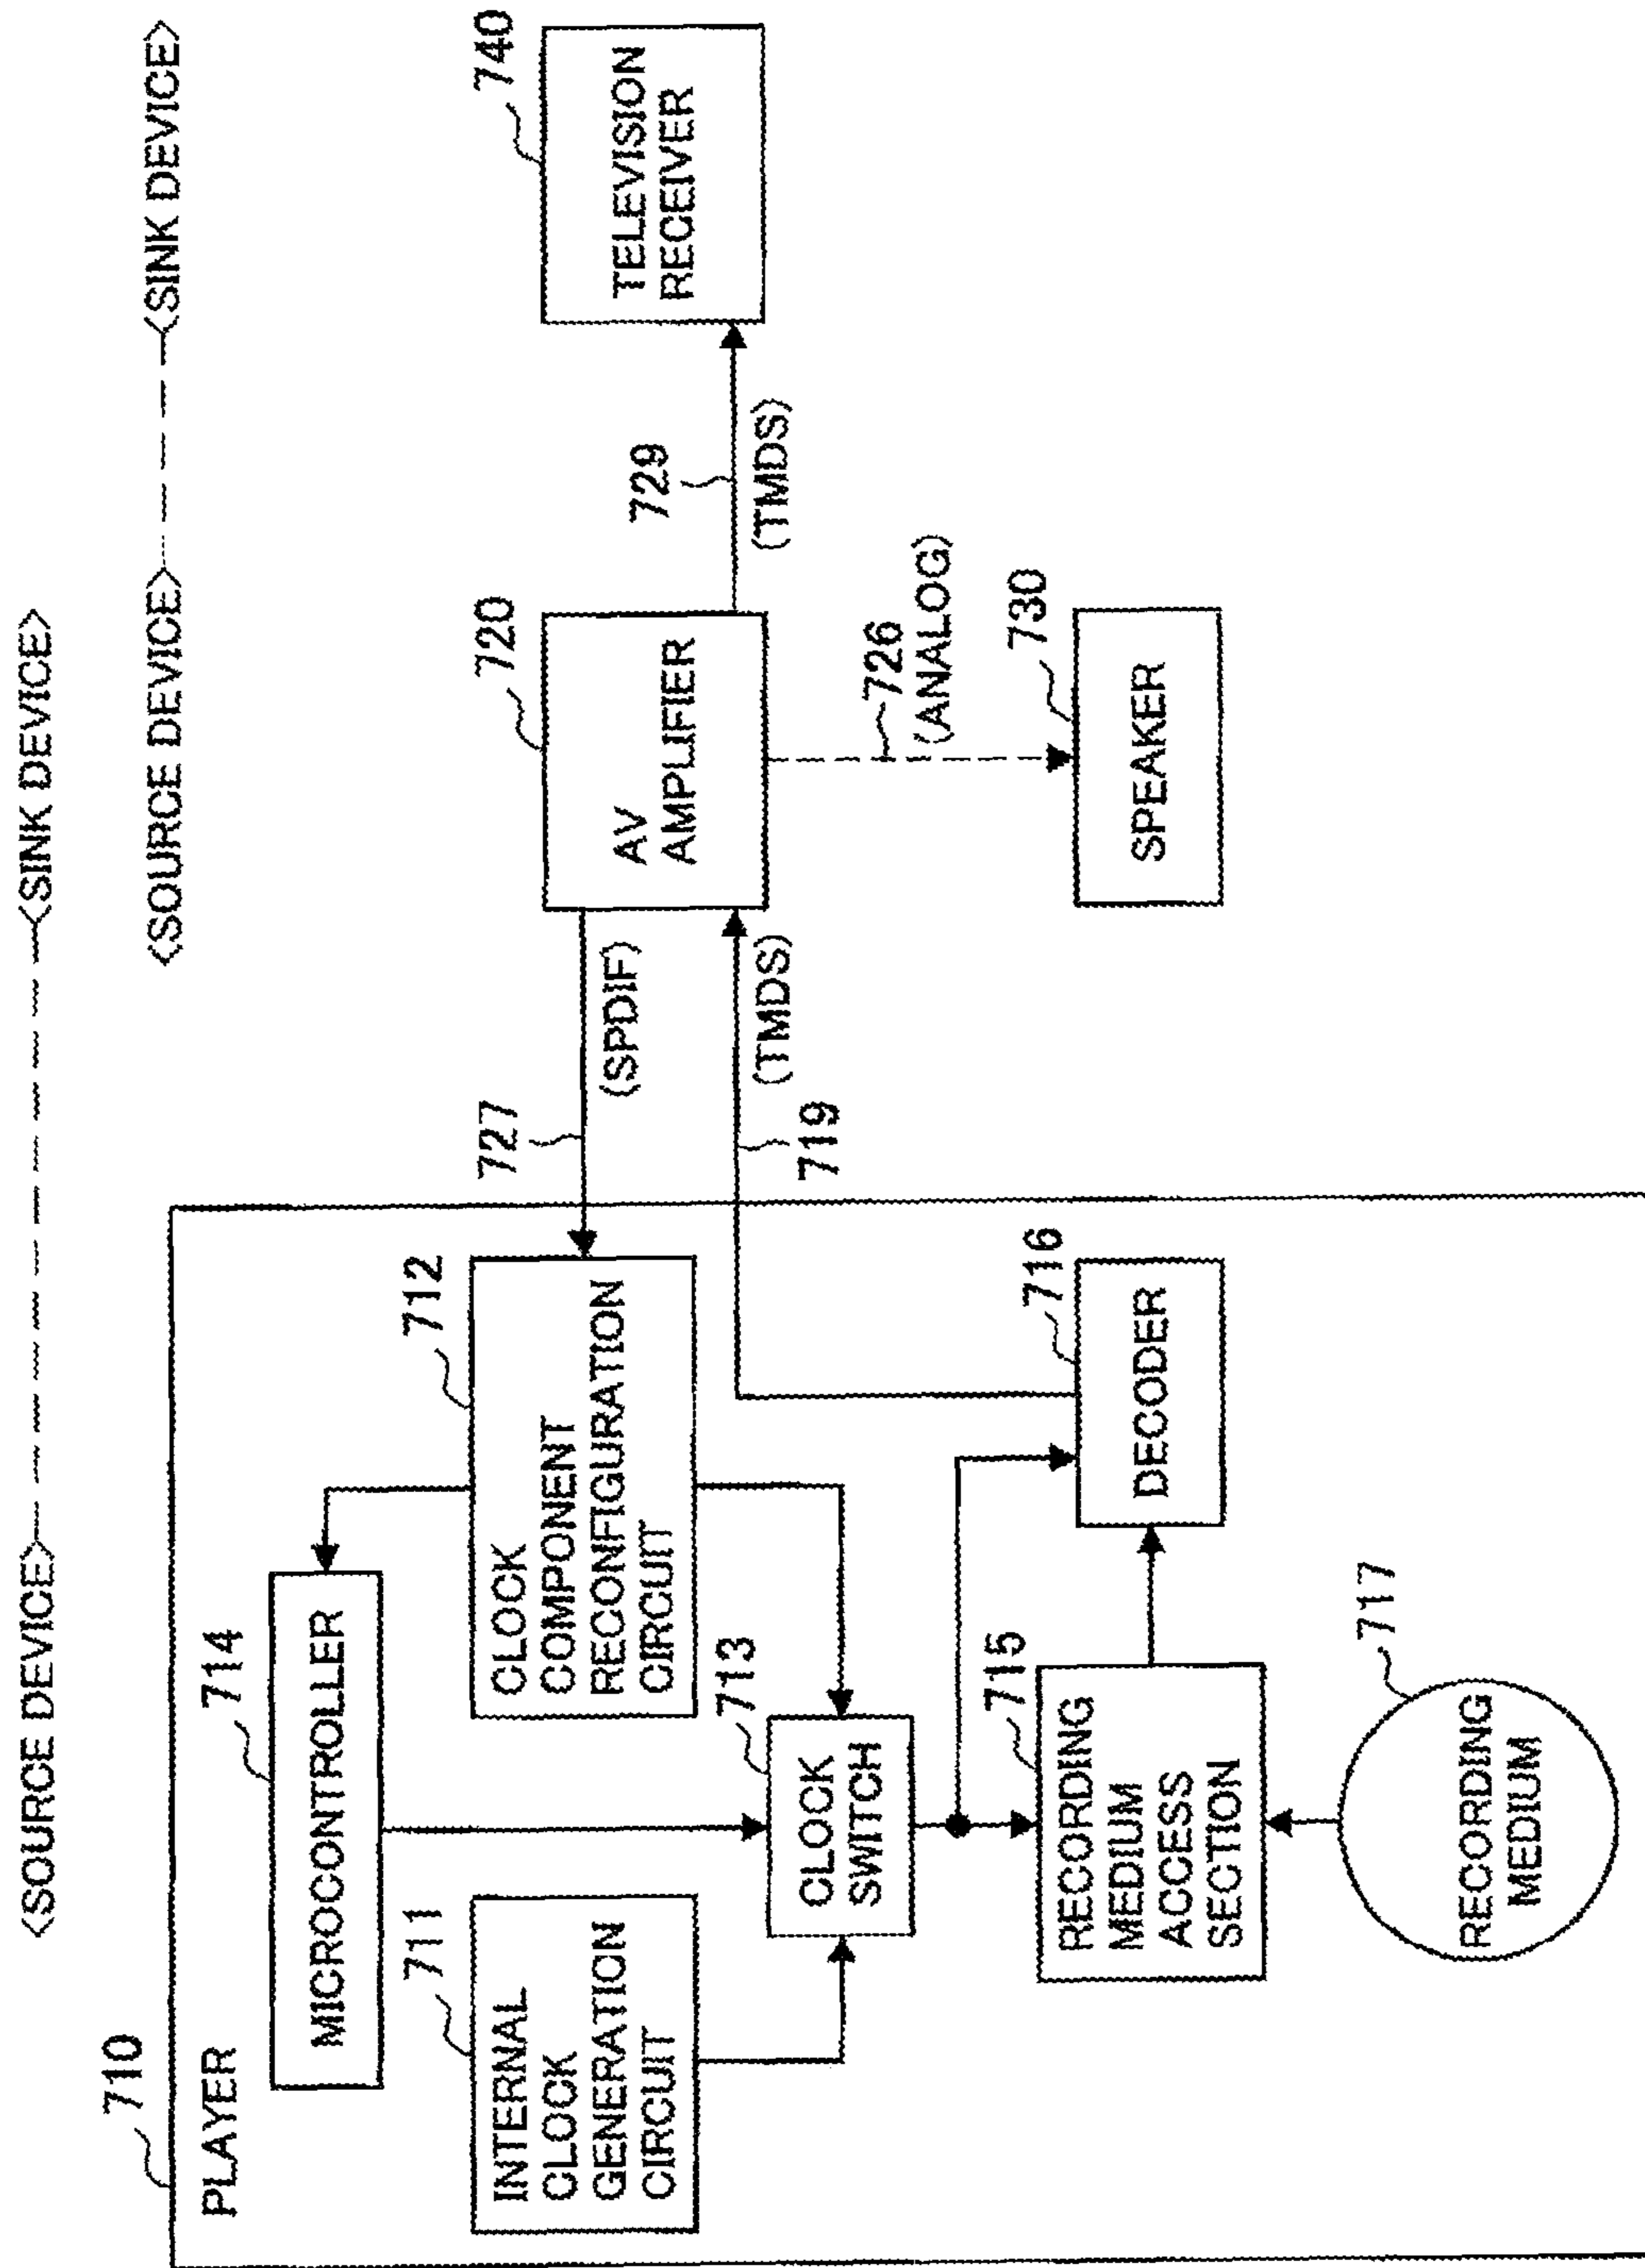 <SOURCE DEVICE> <SINK DEVICE>
<SOURCE DEVICE> <SINK DEVICE>
710
PLAYER
714
MICROCONTROLLER
711
INTERNAL
CLOCK
GENERATION
CIRCUIT
712
CLOCK
COMPONENT
RECONFIGURATION
CIRCUIT
727
(SPDIF)
720
AV
AMPLIFIER
740
TELEVISION
RECEIVER
729
(TMDS)
(TMDS)
719
713
CLOCK
SWITCH
726
(ANALOG)
715
RECORDING
MEDIUM
ACCESS
SECTION
716
DECODER
730
SPEAKER
717
RECORDING
MEDIUM